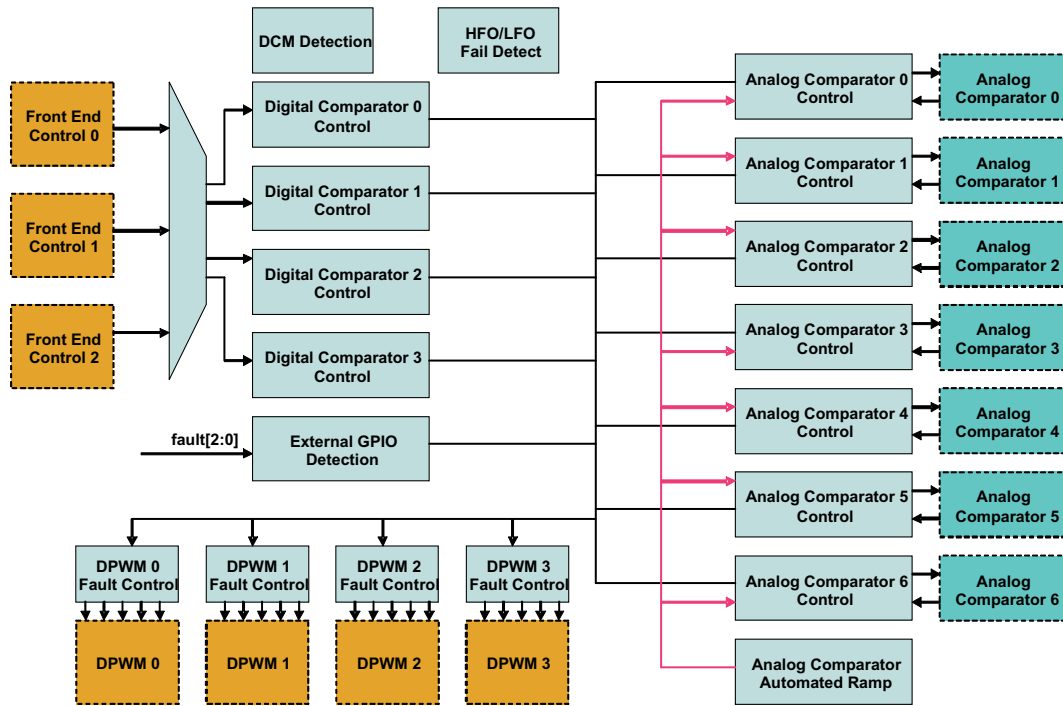 DCM Detection
HFO/LFO
Fail Detect
Front End
Control 0
Front End
Control 1
Front End
Control 2
Digital Comparator 0
Control
Digital Comparator 1
Control
Digital Comparator 2
Control
Digital Comparator 3
Control
fault[2:0]
External GPIO
Detection
Analog Comparator 0
Control
Analog
Comparator 0
Analog Comparator 1
Control
Analog
Comparator 1
Analog Comparator 2
Control
Analog
Comparator 2
Analog Comparator 3
Control
Analog
Comparator 3
Analog Comparator 4
Control
Analog
Comparator 4
Analog Comparator 5
Control
Analog
Comparator 5
Analog Comparator 6
Control
Analog
Comparator 6
Analog Comparator
Automated Ramp
DPWM 0
Fault Control
DPWM 1
Fault Control
DPWM 2
Fault Control
DPWM 3
Fault Control
DPWM 0
DPWM 1
DPWM 2
DPWM 3